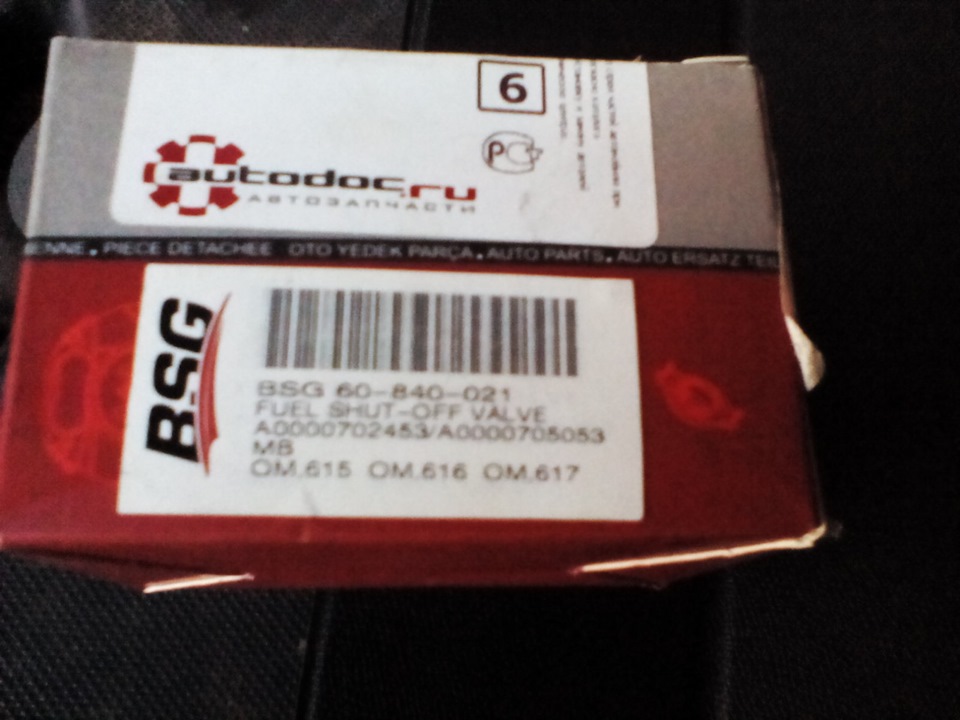 6
autodoc.ru
АВТОЗАПЧАСТИ
PIECE DETACHEE OTO YEDEK PARÇA. AUTO PARTS. AUTO ERSATZ
BSG
BSG 60-840-021
FUEL SHUT-OFF VALVE
A0000702453/A0000705053
MB
OM.615 OM.616 OM.617